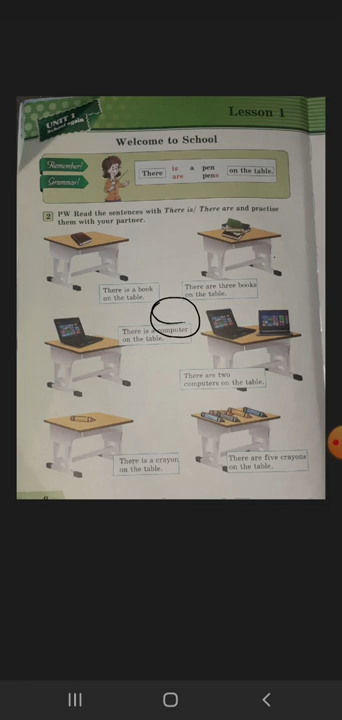 UNIT 1
School again
Lesson 1
Welcome to School
Remember!
Grammar!
There is a pen on the table.
are pens
2 PW Read the sentences with There is/ There are and practise
them with your partner.
There is a book
on the table.
There are three books
on the table.
There is a computer
on the table.
There are two
computers on the table.
There is a crayon
on the table.
There are five crayons
on the table.